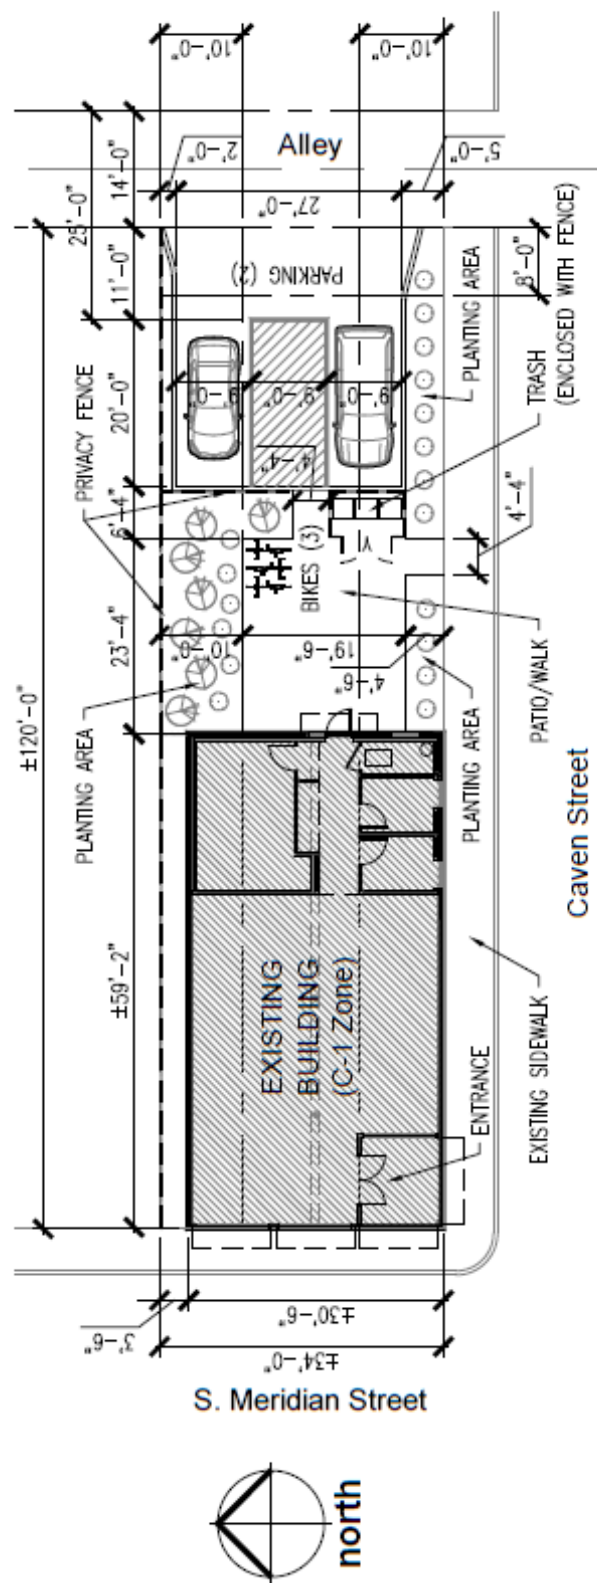 10'-0"
10'-0"
Alley
2'-0"
5'-0"
14'-0"
25'-0"
27'-0"
11'-0"
8'-0"
PARKING (2)
PLANTING AREA
TRASH
(ENCLOSED WITH FENCE)
PRIVACY FENCE
20'-0"
9'-0"
9'-0"
9'-0"
4'-4"
6'-4"
4'-4"
BIKES (3)
23'-4"
10'-0"
19'-6"
4'-6"
±120'-0"
PLANTING AREA
PATIO/WALK
PLANTING AREA
Caven Street
±59'-2"
EXISTING
BUILDING
(C-1 Zone)
ENTRANCE
EXISTING SIDEWALK
3'-6"
±30'-6"
±34'-0"
S. Meridian Street
north